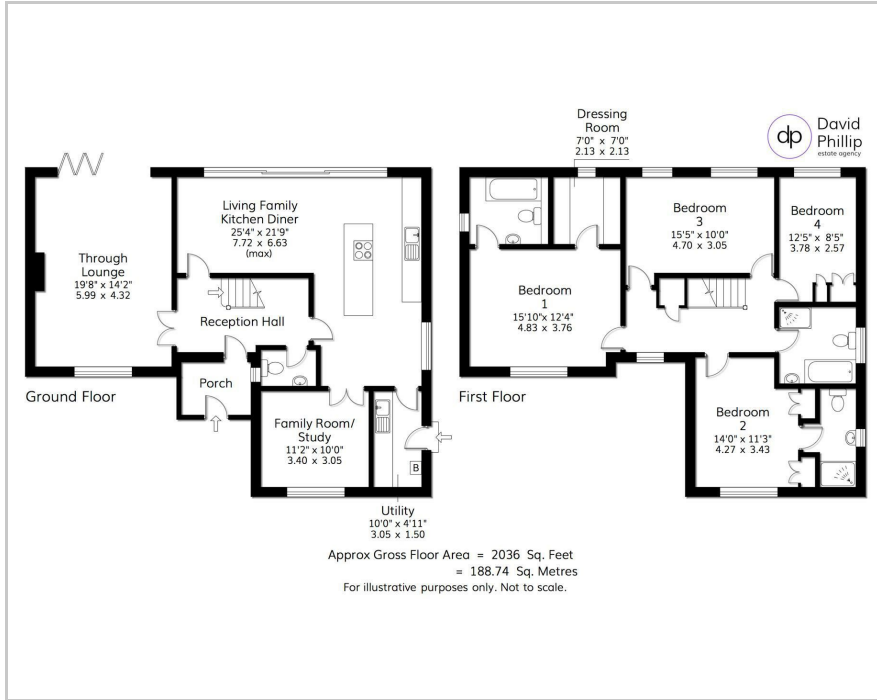 Dressing
Room
7'0" x 7'0"
2.13 x 2.13
dp
David
Phillip
estate agency
Living Family
Kitchen Diner
25'4" x 21'9"
7.72 x 6.63
(max)
Through
Lounge
19'8" x 14'2"
5.99 x 4.32
Reception Hall
Porch
Ground Floor
Family Room/
Study
11'2" x 10'0"
3.40 x 3.05
B
Utility
10'0" x 4'11"
3.05 x 1.50
Bedroom
3
15'5" x 10'0"
4.70 x 3.05
Bedroom
4
12'5" x 8'5"
3.78 x 2.57
Bedroom
1
15'10"x 12'4"
4.83 x 3.76
First Floor
Bedroom
2
14'0" x 11'3"
4.27 x 3.43
Approx Gross Floor Area = 2036 Sq. Feet
= 188.74 Sq. Metres
For illustrative purposes only. Not to scale.